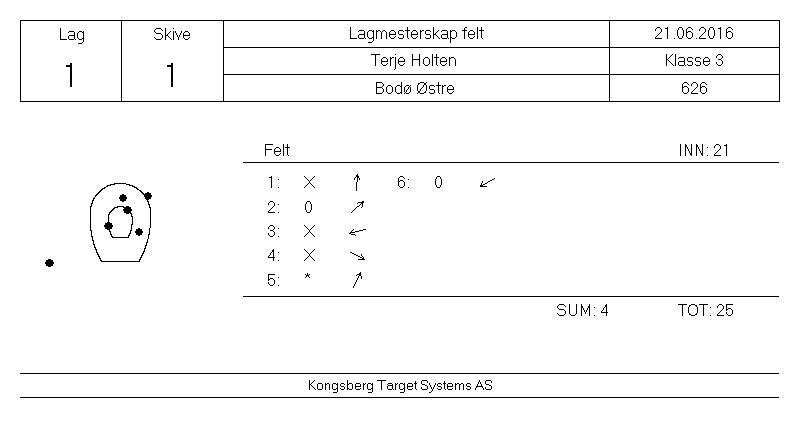 Lag Skive Lagmesterskap felt 21.06.2016
1 1 Terje Holten Klasse 3
Bodø Østre 626
Felt INN: 21
1: X ↑ 6: 0 ↙
2: 0 ↗
3: X ←
4: X ↘
5: * ↗
SUM: 4 TOT: 25
Kongsberg Target Systems AS